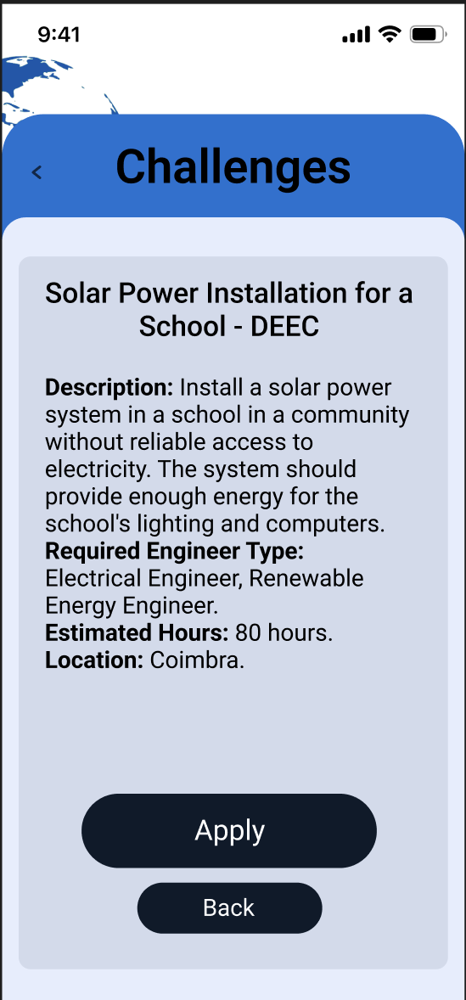 9:41
Challenges
Solar Power Installation for a
School - DEEC
Description: Install a solar power
system in a school in a community
without reliable access to
electricity. The system should
provide enough energy for the
school's lighting and computers.
Required Engineer Type:
Electrical Engineer, Renewable
Energy Engineer.
Estimated Hours: 80 hours.
Location: Coimbra.
Apply
Back